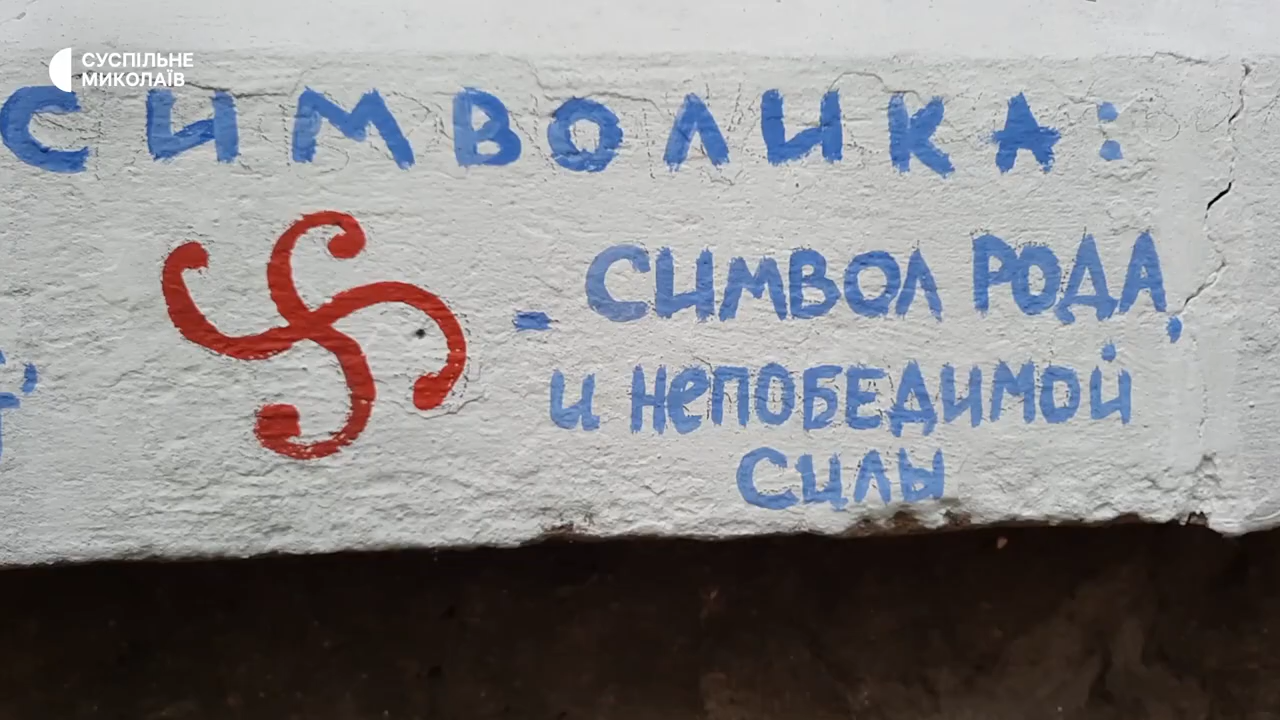 СУСПІЛЬНЕ
МИКОЛАЇВ
СИМВОЛИКА:
- СИМВОЛ РОДА,
И НЕПОБЕДИМОЙ
СИЛЫ